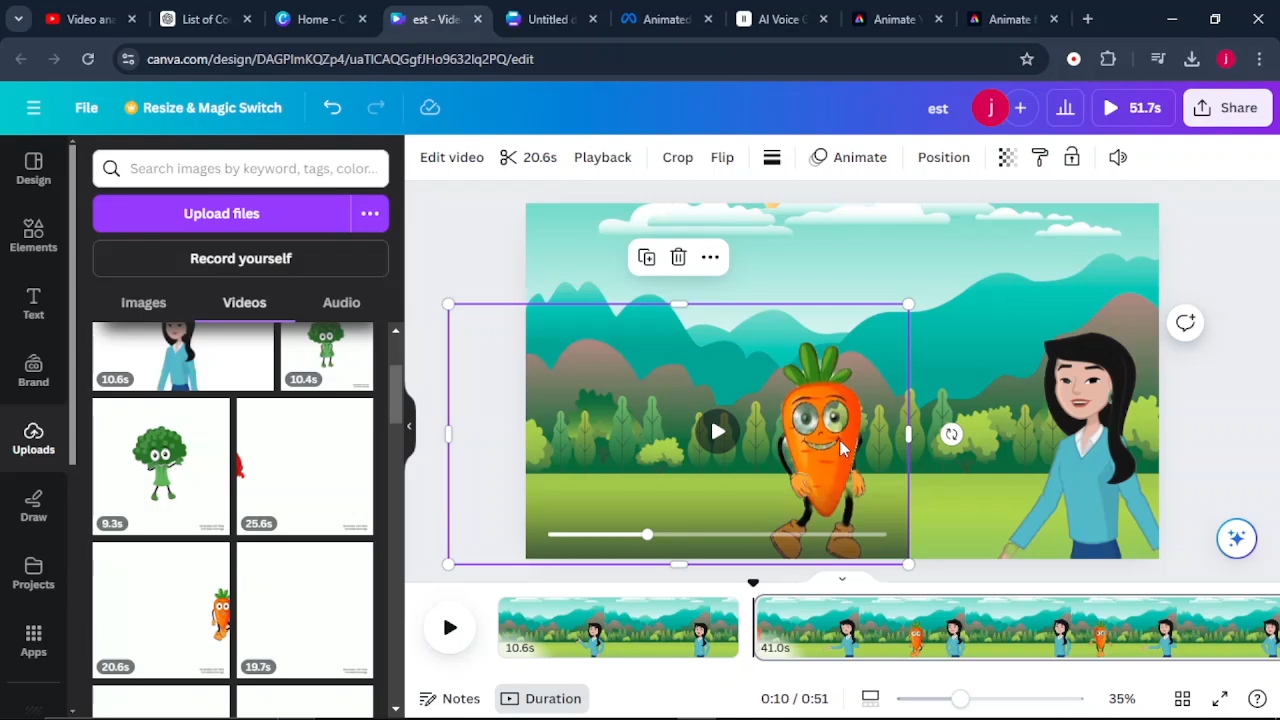 Video an
List of Co
Home - C
est - Vide
Untitled d
Animated
AI Voice G
Animate
Animate f
canva.com/design/DAGPlmKQZp4/uaTlCAQGgfJHo9632Iq2PQ/edit
j
File
Resize & Magic Switch
est
j
51.7s
Share
Design
Elements
Text
Brand
Uploads
Draw
Projects
Apps
Search images by keyword, tags, color...
Upload files
Record yourself
Images
Videos
Audio
10.6s
10.4s
9.3s
25.6s
20.6s
19.7s
Edit video
20.6s
Playback
Crop
Flip
Animate
Position
10.6s
41.0s
Notes
Duration
0:10 / 0:51
35%